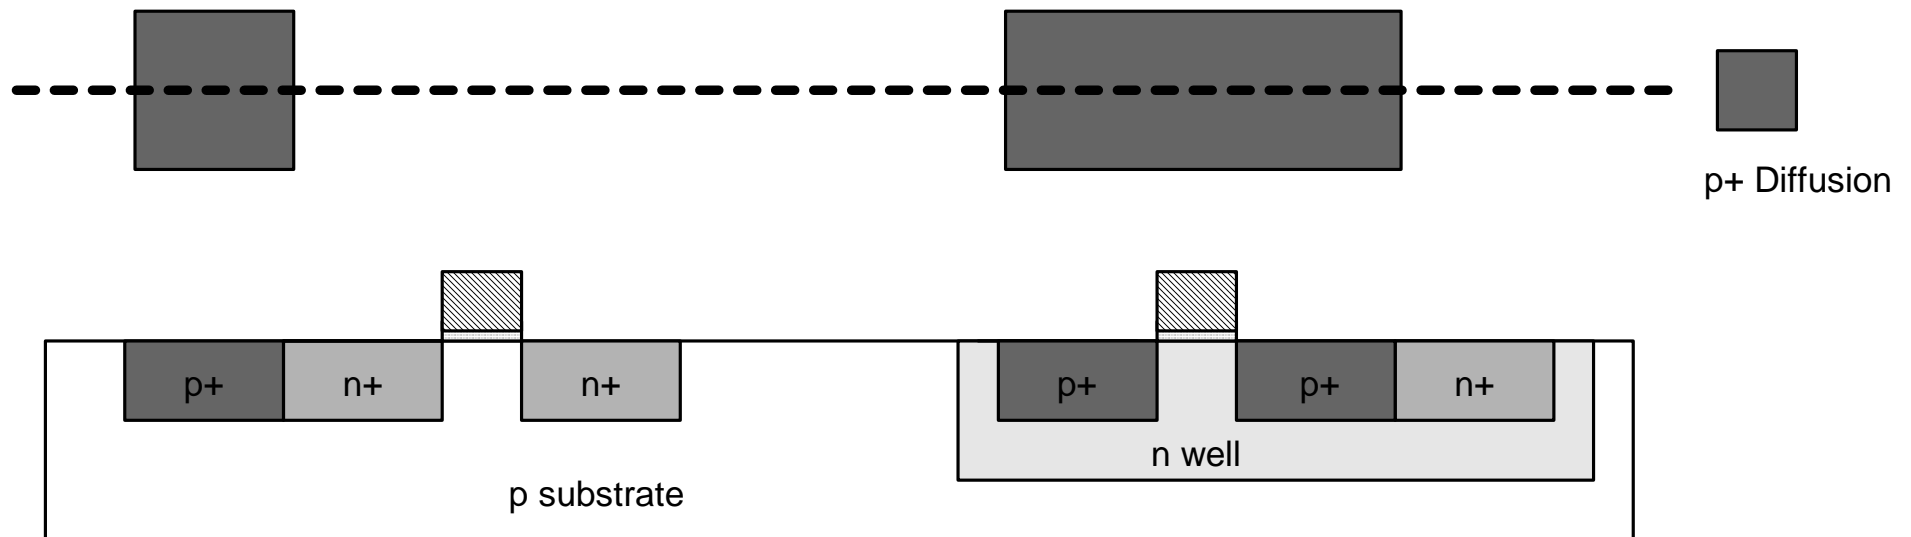 p+ Diffusion
p+ n+ n+ p+ p+ n+
n well
p substrate